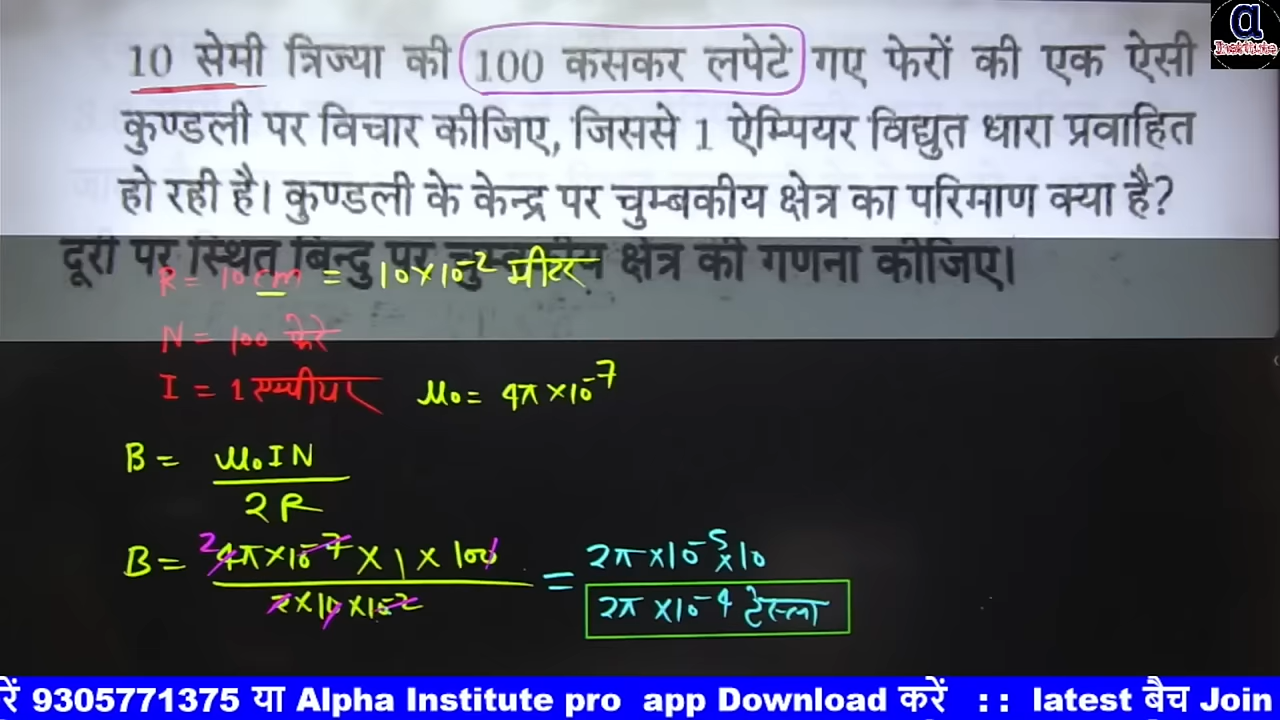 α
Institute
10 सेमी त्रिज्या की 100 कसकर लपेटे गए फेरों की एक ऐसी
कुण्डली पर विचार कीजिए, जिससे 1 ऐम्पियर विद्युत धारा प्रवाहित
हो रही है। कुण्डली के केन्द्र पर चुम्बकीय क्षेत्र का परिमाण क्या है?
दूरी पर स्थित बिन्दु पर चुम्बकीय क्षेत्र की गणना कीजिए।
R = 10 cm = 10×10⁻² मीटर
N = 100 फेरे
I = 1 एम्पीयर μ₀ = 4π×10⁻⁷
B = μ₀IN / 2R
B = 2 4π×10⁻⁷ × 1 × 100 / 2×10×10⁻² = 2π×10⁻⁵×10
2π×10⁻⁴ टेस्ला
रें 9305771375 या Alpha Institute pro app Download करें :: latest बैच Join